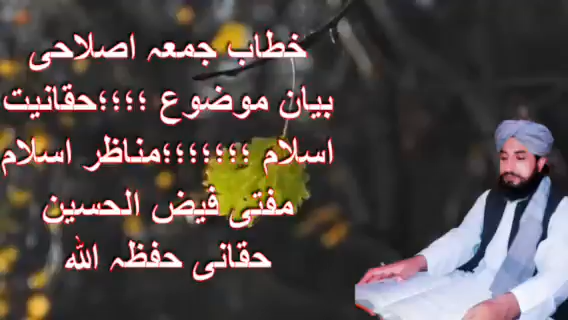 خطاب جمعہ اصلاحی
بیان موضوع ؛؛؛؛حقانیت
اسلام ؛؛؛؛؛؛؛مناظر اسلام
مفتی فیض الحسین
حقانی حفظہ اللہ